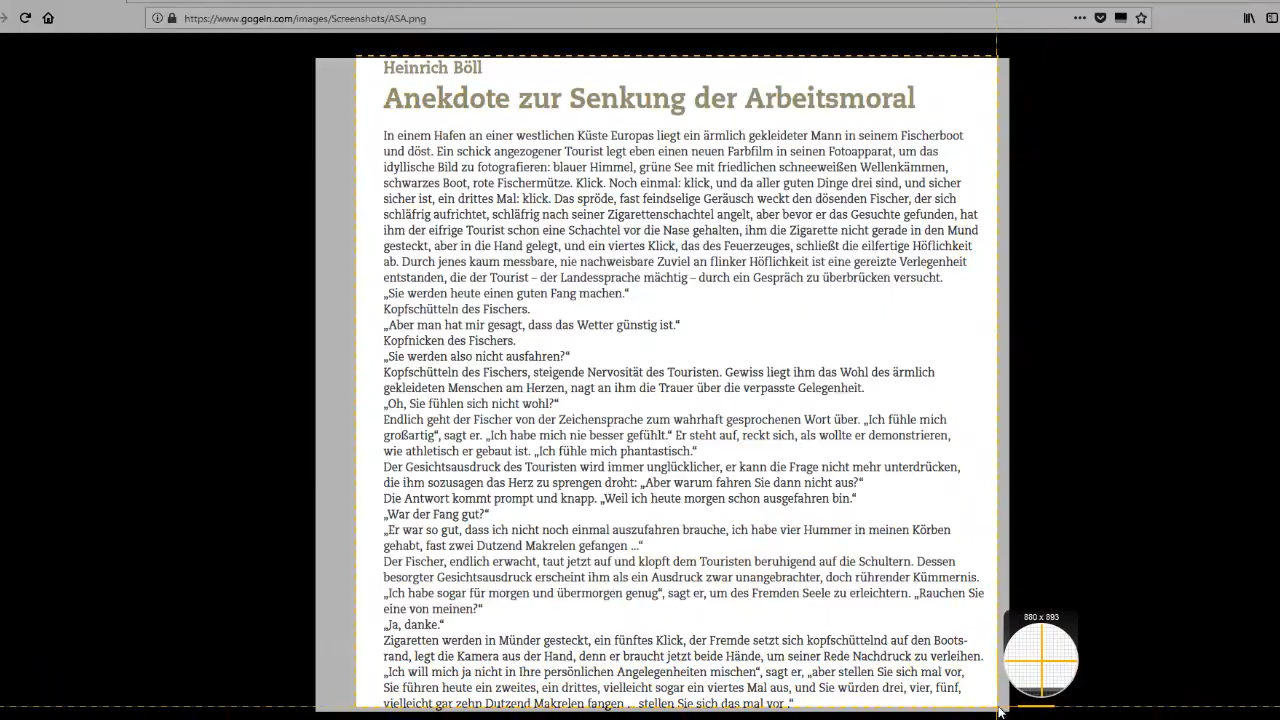 https://www.gogein.com/images/Screenshots/ASA.png
Heinrich Böll
Anekdote zur Senkung der Arbeitsmoral
In einem Hafen an einer westlichen Küste Europas liegt ein ärmlich gekleideter Mann in seinem Fischerboot
und döst. Ein schick angezogener Tourist legt eben einen neuen Farbfilm in seinen Fotoapparat, um das
idyllische Bild zu fotografieren: blauer Himmel, grüne See mit friedlichen schneeweißen Wellenkämmen,
schwarzes Boot, rote Fischermütze. Klick. Noch einmal: klick, und da aller guten Dinge drei sind, und sicher
sicher ist, ein drittes Mal: klick. Das spröde, fast feindselige Geräusch weckt den dösenden Fischer, der sich
schläfrig aufrichtet, schläfrig nach seiner Zigarettenschachtel angelt, aber bevor er das Gesuchte gefunden, hat
ihm der eifrige Tourist schon eine Schachtel vor die Nase gehalten, ihm die Zigarette nicht gerade in den Mund
gesteckt, aber in die Hand gelegt, und ein viertes Klick, das des Feuerzeuges, schließt die eilfertige Höflichkeit
ab. Durch jenes kaum messbare, nie nachweisbare Zuviel an flinker Höflichkeit ist eine gereizte Verlegenheit
entstanden, die der Tourist – der Landessprache mächtig – durch ein Gespräch zu überbrücken versucht.
„Sie werden heute einen guten Fang machen.“
Kopfschütteln des Fischers.
„Aber man hat mir gesagt, dass das Wetter günstig ist.“
Kopfnicken des Fischers.
„Sie werden also nicht ausfahren?“
Kopfschütteln des Fischers, steigende Nervosität des Touristen. Gewiss liegt ihm das Wohl des ärmlich
gekleideten Menschen am Herzen, nagt an ihm die Trauer über die verpasste Gelegenheit.
„Oh, Sie fühlen sich nicht wohl?“
Endlich geht der Fischer von der Zeichensprache zum wahrhaft gesprochenen Wort über. „Ich fühle mich
großartig“, sagt er. „Ich habe mich nie besser gefühlt.“ Er steht auf, reckt sich, als wollte er demonstrieren,
wie athletisch er gebaut ist. „Ich fühle mich phantastisch.“
Der Gesichtsausdruck des Touristen wird immer unglücklicher, er kann die Frage nicht mehr unterdrücken,
die ihm sozusagen das Herz zu sprengen droht: „Aber warum fahren Sie dann nicht aus?“
Die Antwort kommt prompt und knapp. „Weil ich heute morgen schon ausgefahren bin.“
„War der Fang gut?“
„Er war so gut, dass ich nicht noch einmal auszufahren brauche, ich habe vier Hummer in meinen Körben
gehabt, fast zwei Dutzend Makrelen gefangen ...“
Der Fischer, endlich erwacht, taut jetzt auf und klopft dem Touristen beruhigend auf die Schultern. Dessen
besorgter Gesichtsausdruck erscheint ihm als ein Ausdruck zwar unangebrachter, doch rührender Kümmernis.
„Ich habe sogar für morgen und übermorgen genug“, sagt er, um des Fremden Seele zu erleichtern. „Rauchen Sie
eine von meinen?“
„Ja, danke.“
Zigaretten werden in Münder gesteckt, ein fünftes Klick, der Fremde setzt sich kopfschüttelnd auf den Boots-
rand, legt die Kamera aus der Hand, denn er braucht jetzt beide Hände, um seiner Rede Nachdruck zu verleihen.
„Ich will mich ja nicht in Ihre persönlichen Angelegenheiten mischen“, sagt er, „aber stellen Sie sich mal vor,
Sie führen heute ein zweites, ein drittes, vielleicht sogar ein viertes Mal aus, und Sie würden drei, vier, fünf,
vielleicht gar zehn Dutzend Makrelen fangen .. stellen Sie sich das mal vor .“
880 x 893